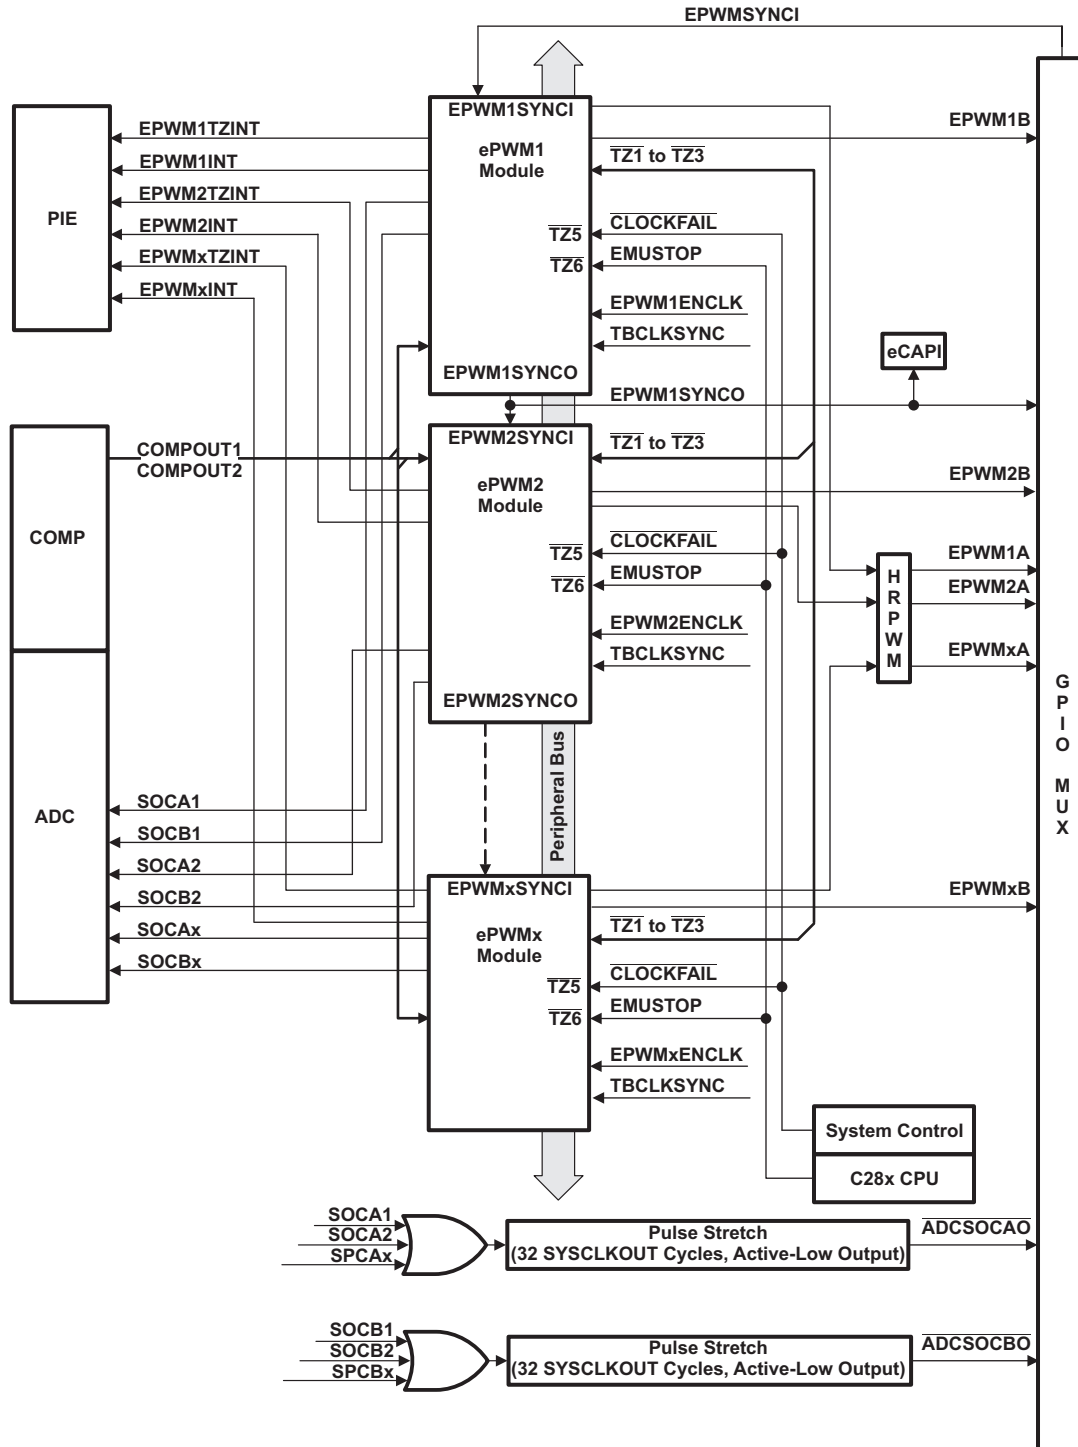 EPWMSYNCI
EPWM1SYNCI
ePWM1
Module
EPWM1TZINT
EPWM1INT
EPWM2TZINT
EPWM2INT
EPWMxTZINT
EPWMxINT
PIE
EPWM1B
TZ1 to TZ3
CLOCKFAIL
TZ5
EMUSTOP
TZ6
EPWM1ENCLK
TBCLKSYNC
EPWM1SYNCO
eCAPI
EPWM1SYNCO
COMPOUT1
COMPOUT2
COMP
EPWM2SYNCI
ePWM2
Module
TZ1 to TZ3
EPWM2B
CLOCKFAIL
TZ5
EMUSTOP
TZ6
EPWM2ENCLK
TBCLKSYNC
EPWM2SYNCO
HRPWM
EPWM1A
EPWM2A
EPWMxA
GPIO MUX
Peripheral Bus
ADC
SOCA1
SOCB1
SOCA2
SOCB2
SOCAx
SOCBx
EPWMxSYNCI
ePWMx
Module
EPWMxB
TZ1 to TZ3
CLOCKFAIL
TZ5
EMUSTOP
TZ6
EPWMxENCLK
TBCLKSYNC
System Control
C28x CPU
SOCA1
SOCA2
SPCAx
Pulse Stretch
(32 SYSCLKOUT Cycles, Active-Low Output)
ADCSOCAO
SOCB1
SOCB2
SPCBx
Pulse Stretch
(32 SYSCLKOUT Cycles, Active-Low Output)
ADCSOCBO